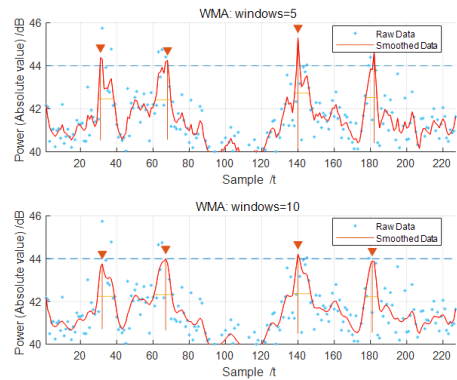 WMA: windows=5
46
44
42
40
Power (Absolute value) /dB
Raw Data
Smoothed Data
20 40 60 80 100 120 140 160 180 200 220
Sample /t
WMA: windows=10
46
44
42
40
Power (Absolute value) /dB
Raw Data
Smoothed Data
20 40 60 80 100 120 140 160 180 200 220
Sample /t